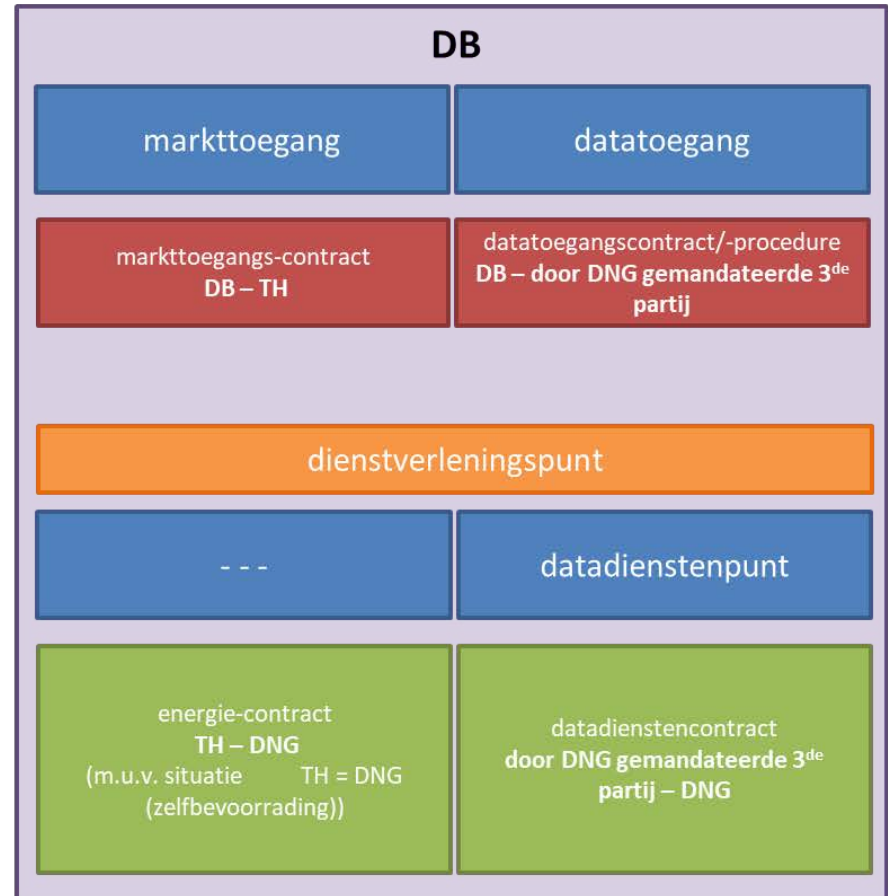 DB
markttoegang
datatoegang
markttoegangs-contract
DB – TH
datatoegangscontract/-procedure
DB – door DNG gemandateerde 3de
partij
dienstverleningspunt
- - -
datadienstenpunt
energie-contract
TH – DNG
(m.u.v. situatie TH = DNG
(zelfbevoorrading))
datadienstencontract
door DNG gemandateerde 3de
partij – DNG